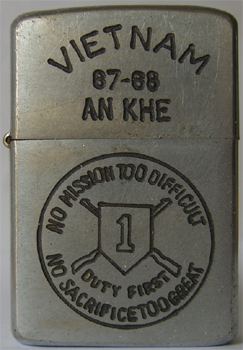 VIETNAM
67-68
AN KHE
NO MISSION TOO DIFFICULT
1
DUTY FIRST
NO SACRIFICE TOO GREAT